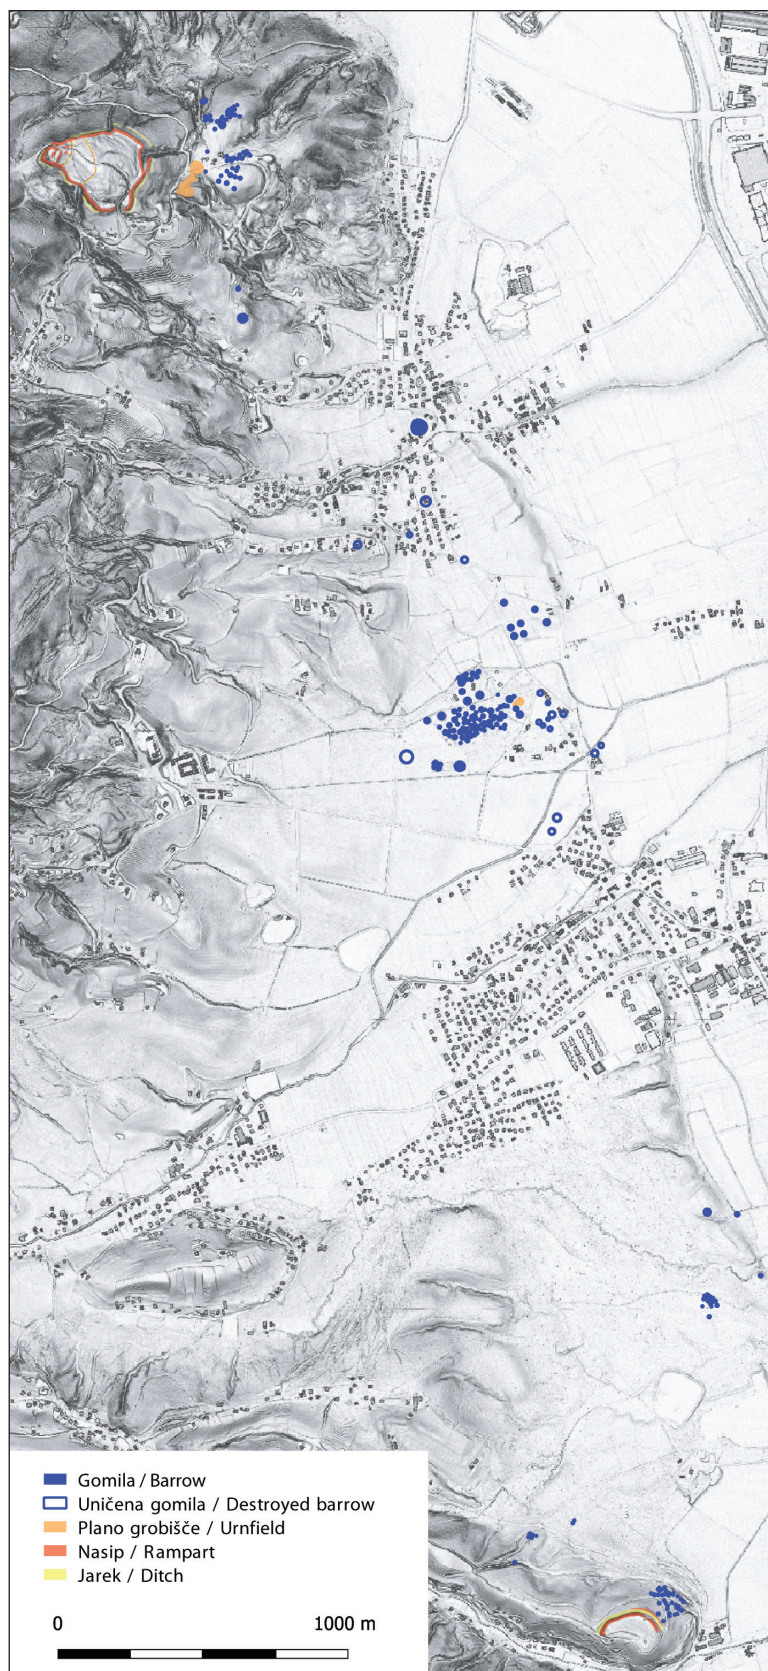 Gomila / Barrow
Uničena gomila / Destroyed barrow
Plano grobišče / Urnfield
Nasip / Rampart
Jarek / Ditch
0 1000 m